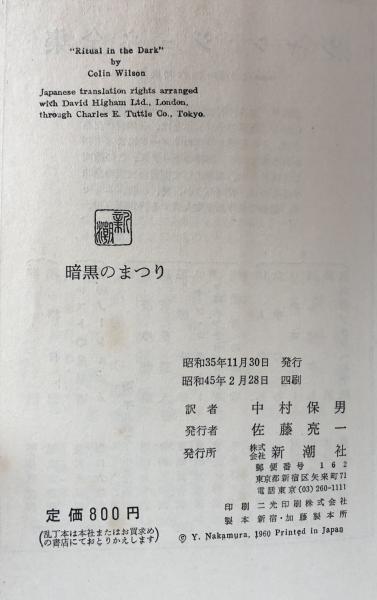 "Ritual in the Dark"
by
Colin Wilson
Japanese translation rights arranged
with David Higham Ltd., London,
through Charles E. Tuttle Co., Tokyo.
新潮
暗黒のまつり
昭和35年11月30日 発行
昭和45年2月28日 四刷
訳者 中村保男
発行者 佐藤亮一
発行所 株式会社 新潮社
郵便番号 162
東京都新宿区矢来町71
電話東京(03)260-1111
印刷 二光印刷株式会社
製本 新宿・加藤製本所
定価800円
(乱丁本は本社またはお買求め
の書店にておとりかえします)
© Y. Nakamura, 1960 Printed in Japan